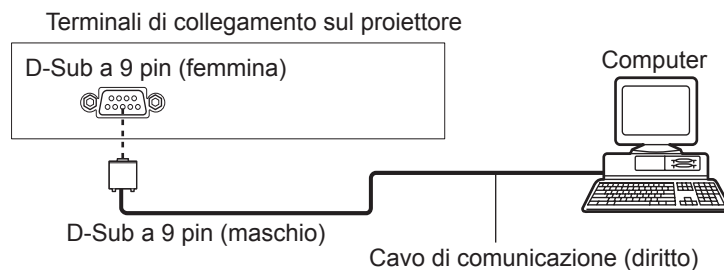 Terminali di collegamento sul proiettore
D-Sub a 9 pin (femmina)
Computer
D-Sub a 9 pin (maschio)
Cavo di comunicazione (diritto)